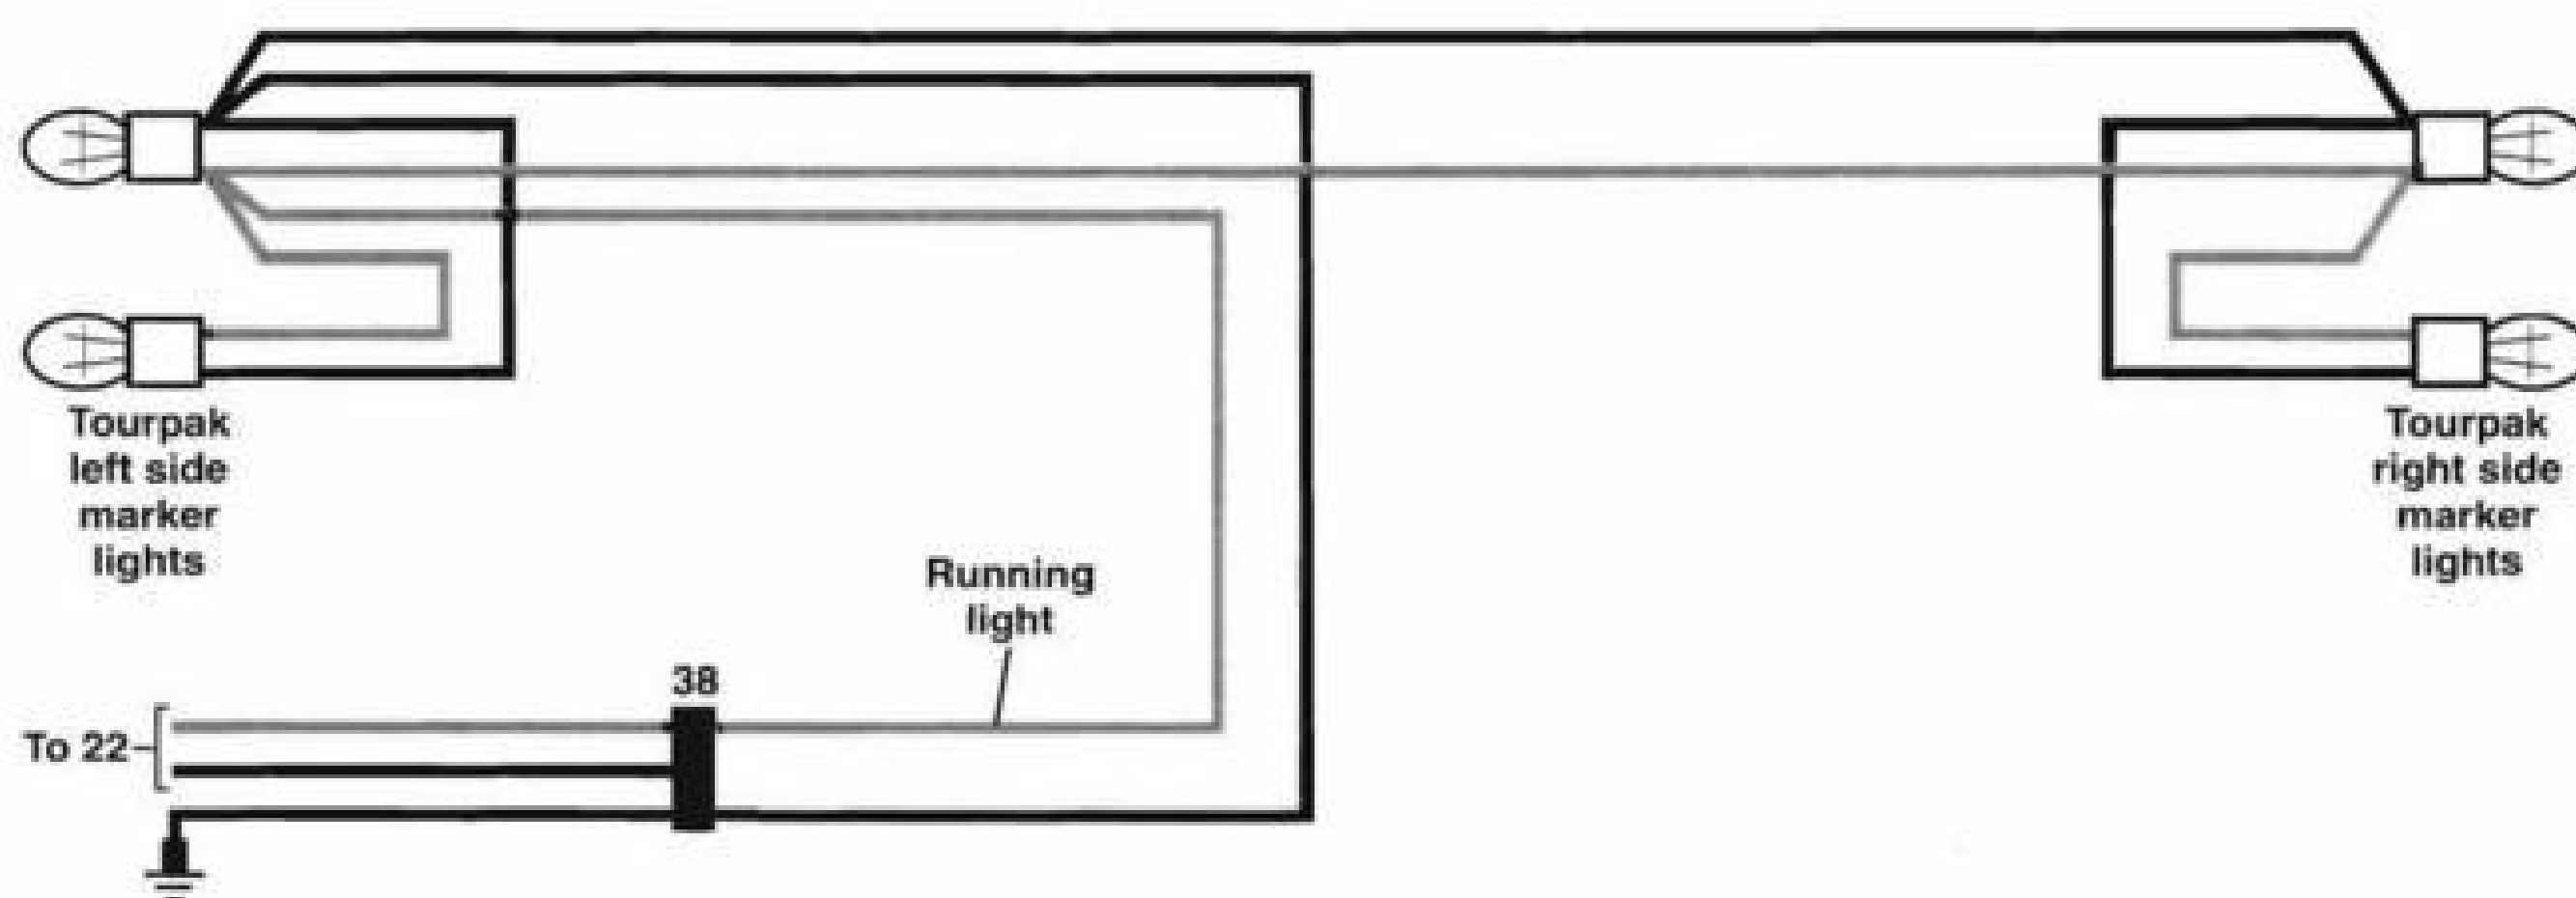 Tourpak
left side
marker
lights
Tourpak
right side
marker
lights
Running
light
38
To 22